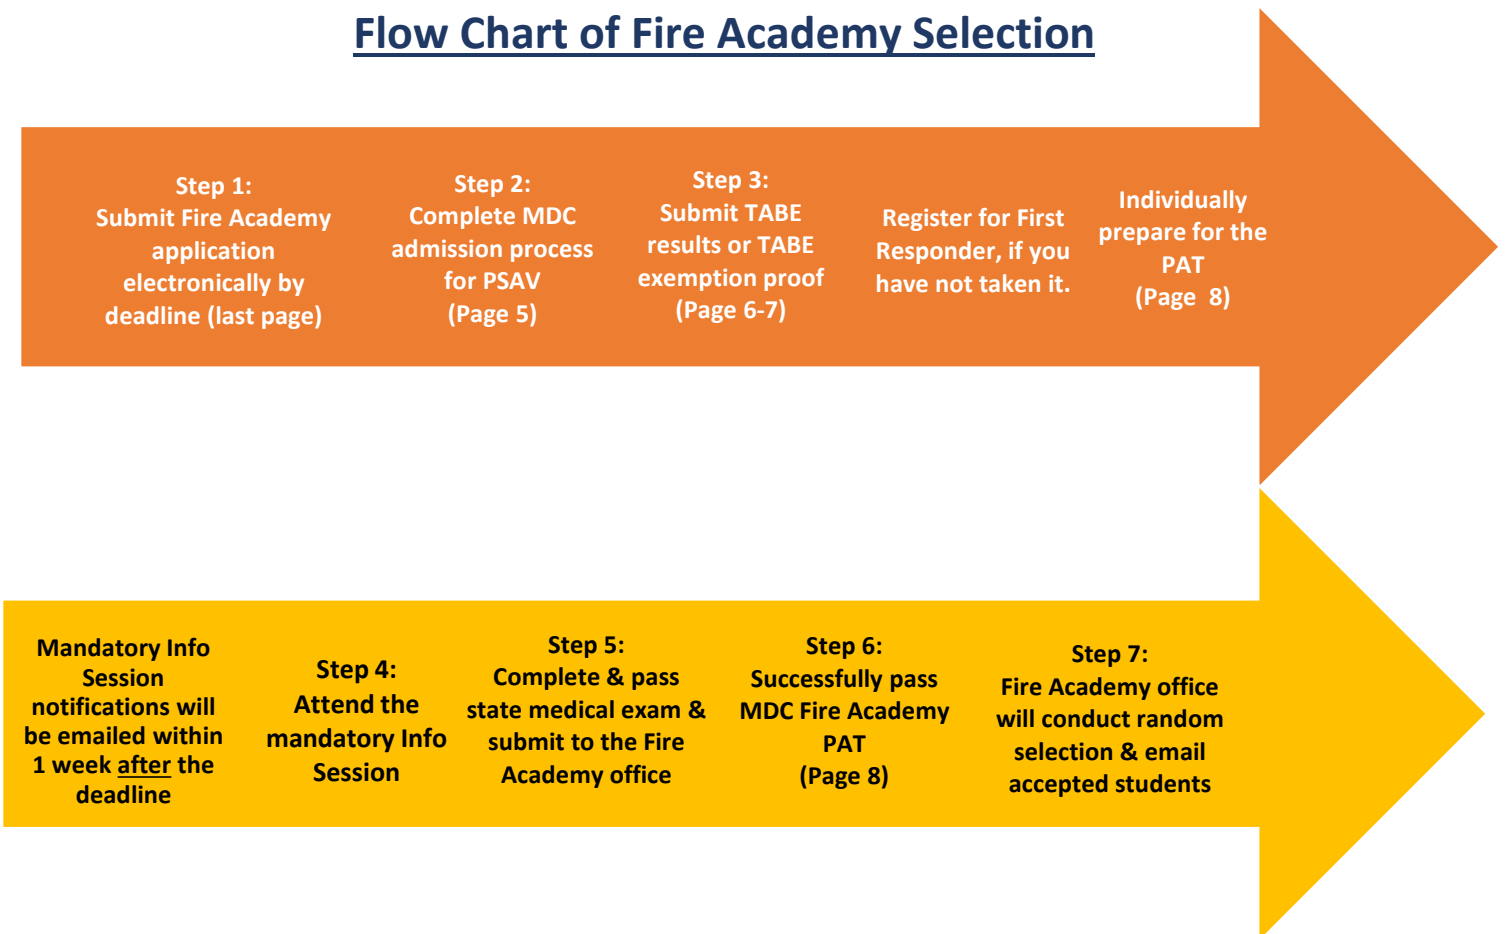 Flow Chart of Fire Academy Selection
Step 1:
Submit Fire Academy
application
electronically by
deadline (last page)
Step 2:
Complete MDC
admission process
for PSAV
(Page 5)
Step 3:
Submit TABE
results or TABE
exemption proof
(Page 6-7)
Register for First
Responder, if you
have not taken it.
Individually
prepare for the
PAT
(Page 8)
Mandatory Info
Session
notifications will
be emailed within
1 week after the
deadline
Step 4:
Attend the
mandatory Info
Session
Step 5:
Complete & pass
state medical exam &
submit to the Fire
Academy office
Step 6:
Successfully pass
MDC Fire Academy
PAT
(Page 8)
Step 7:
Fire Academy office
will conduct random
selection & email
accepted students